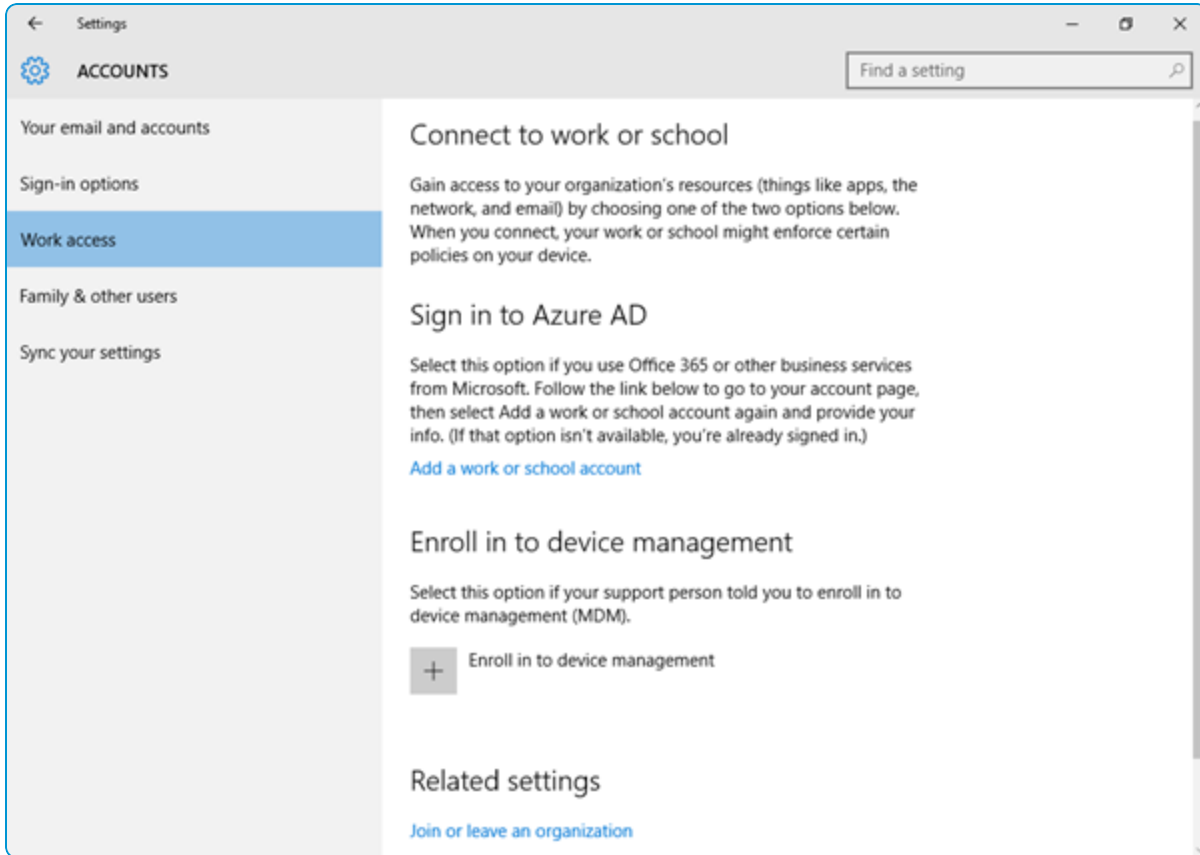 Settings
ACCOUNTS
Find a setting
Your email and accounts
Sign-in options
Work access
Family & other users
Sync your settings
Connect to work or school
Gain access to your organization's resources (things like apps, the
network, and email) by choosing one of the two options below.
When you connect, your work or school might enforce certain
policies on your device.
Sign in to Azure AD
Select this option if you use Office 365 or other business services
from Microsoft. Follow the link below to go to your account page,
then select Add a work or school account again and provide your
info. (If that option isn't available, you're already signed in.)
Add a work or school account
Enroll in to device management
Select this option if your support person told you to enroll in to
device management (MDM).
Enroll in to device management
Related settings
Join or leave an organization